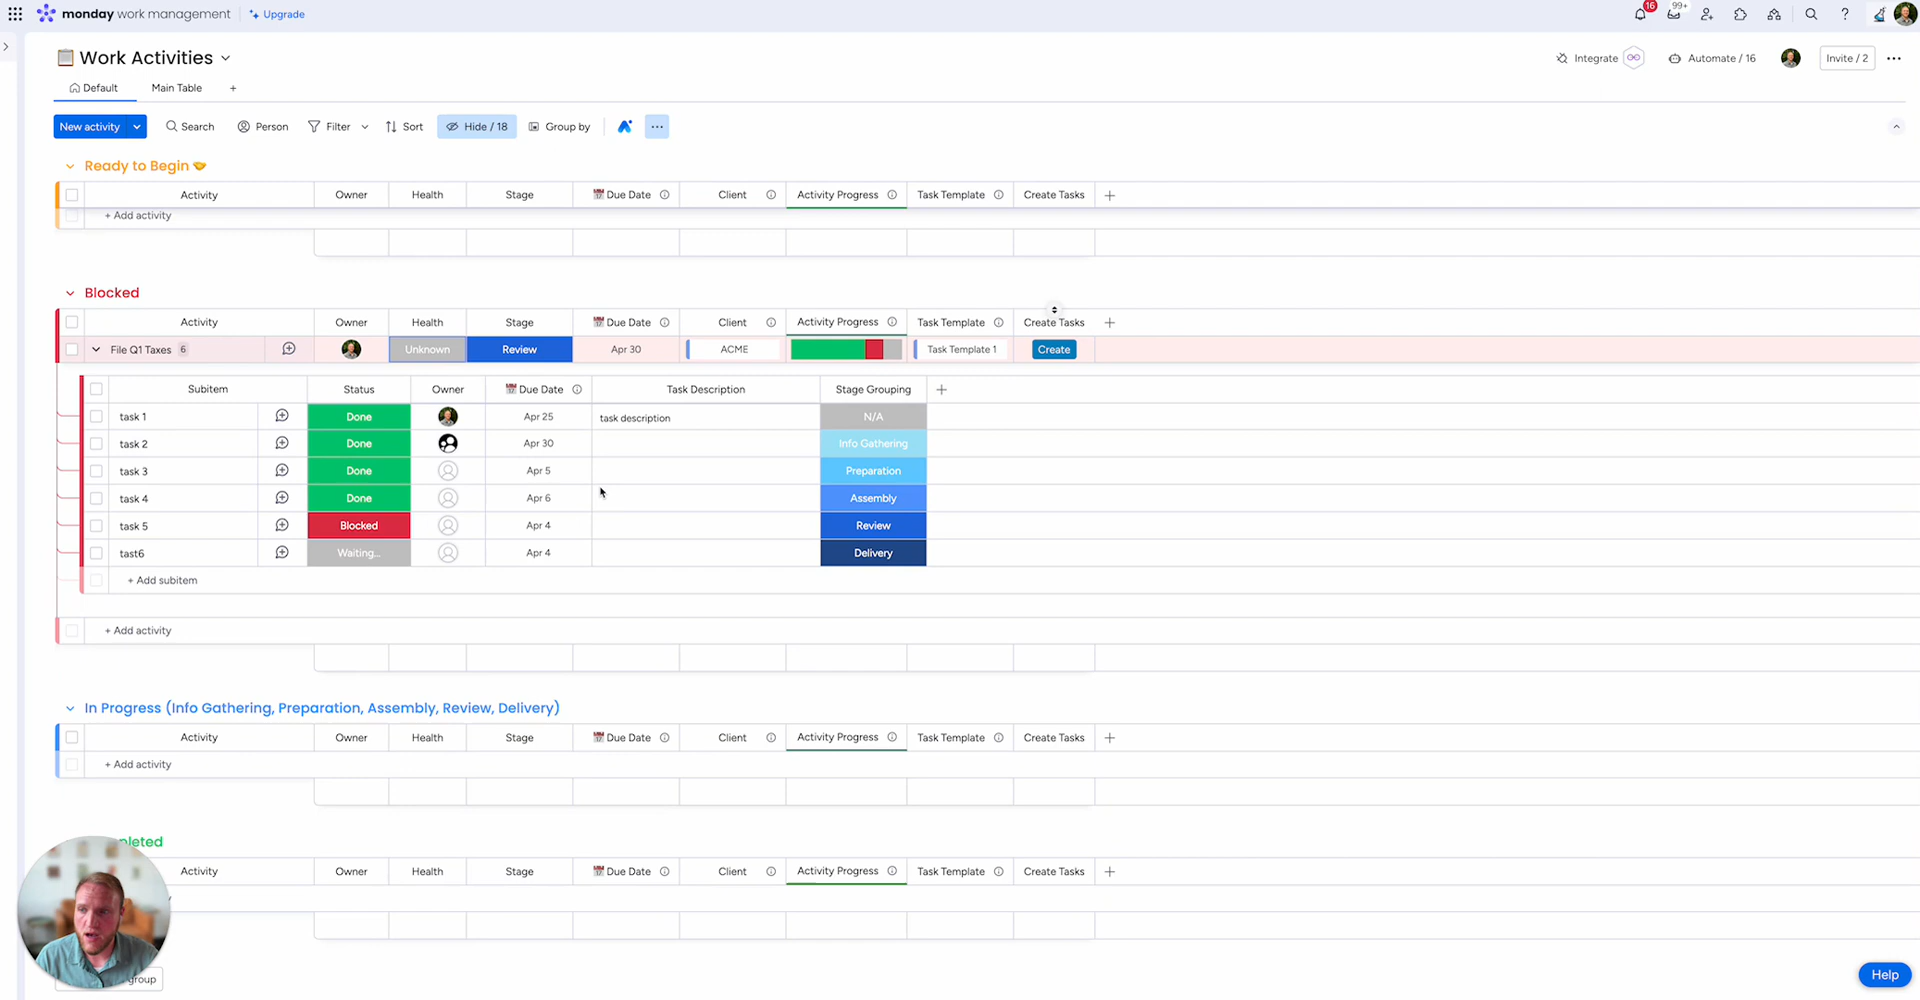 monday work management Upgrade 16 99+
Work Activities Integrate Automate / 16 Invite / 2
Default Main Table +
New activity Search Person Filter Sort Hide / 18 Group by
Ready to Begin
Activity Owner Health Stage Due Date Client Activity Progress Task Template Create Tasks
+ Add activity
Blocked
Activity Owner Health Stage Due Date Client Activity Progress Task Template Create Tasks
File Q1 Taxes 6 Unknown Review Apr 30 ACME Task Template 1 Create
Subitem Status Owner Due Date Task Description Stage Grouping
task 1 Done Apr 25 task description N/A
task 2 Done Apr 30 Info Gathering
task 3 Done Apr 5 Preparation
task 4 Done Apr 6 Assembly
task 5 Blocked Apr 4 Review
tast6 Waiting... Apr 4 Delivery
+ Add subitem
+ Add activity
In Progress (Info Gathering, Preparation, Assembly, Review, Delivery)
Activity Owner Health Stage Due Date Client Activity Progress Task Template Create Tasks
+ Add activity
pleted
Activity Owner Health Stage Due Date Client Activity Progress Task Template Create Tasks
group
Help